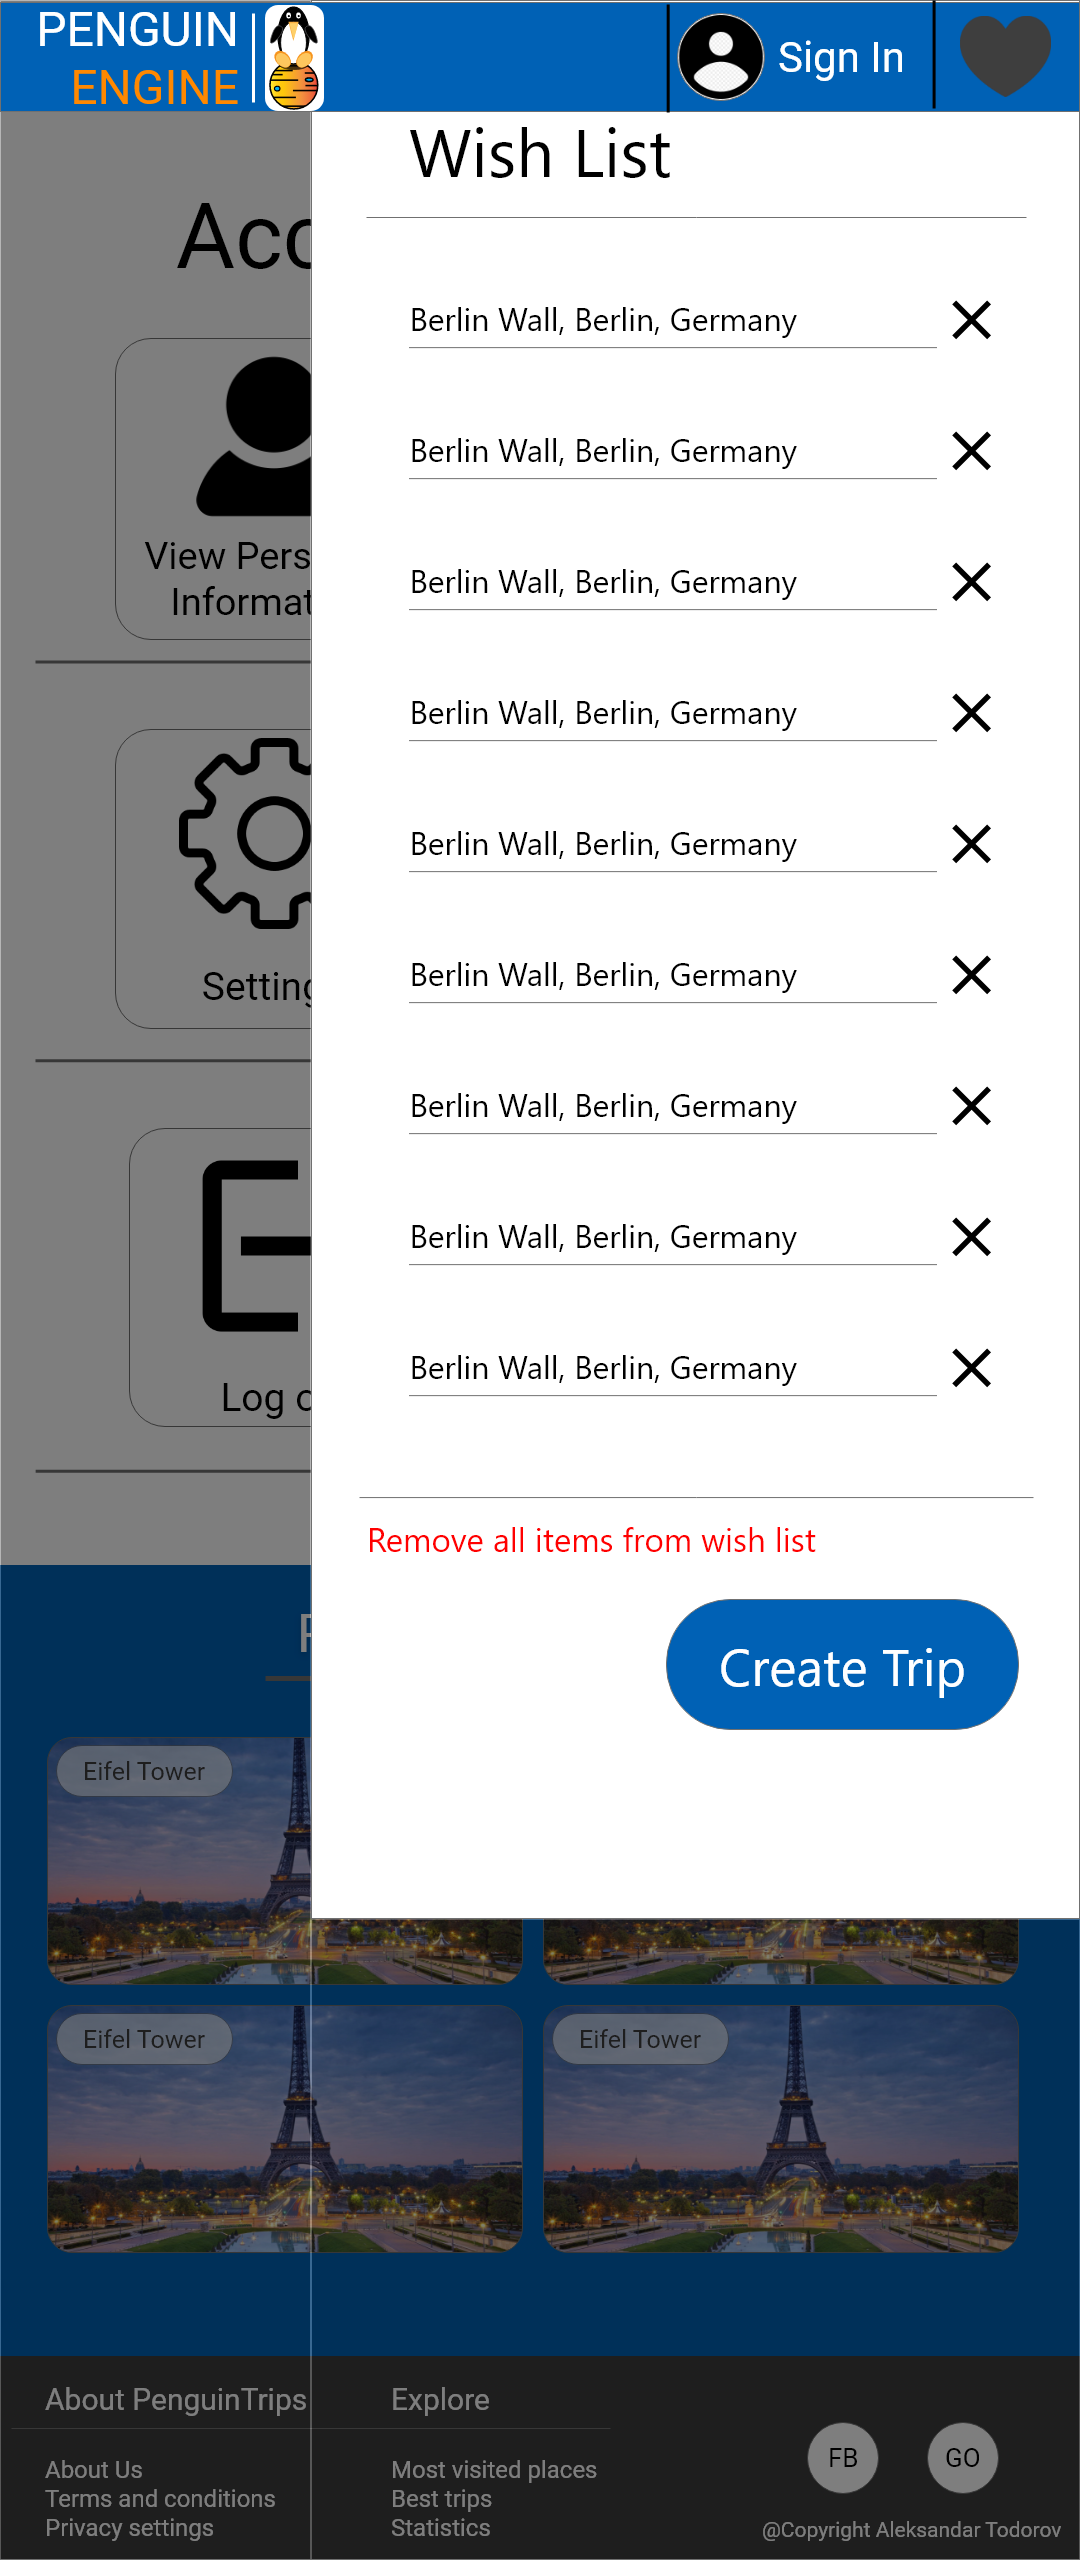 PENGUIN
ENGINE
Sign In
Wish List
Acc
Berlin Wall, Berlin, Germany
Berlin Wall, Berlin, Germany
View Pers
Informat
Berlin Wall, Berlin, Germany
Berlin Wall, Berlin, Germany
Berlin Wall, Berlin, Germany
Berlin Wall, Berlin, Germany
Setting
Berlin Wall, Berlin, Germany
Berlin Wall, Berlin, Germany
Berlin Wall, Berlin, Germany
Log o
Remove all items from wish list
Create Trip
Eifel Tower
Eifel Tower
Eifel Tower
About PenguinTrips
About Us
Terms and conditions
Privacy settings
Explore
Most visited places
Best trips
Statistics
FB
GO
@Copyright Aleksandar Todorov